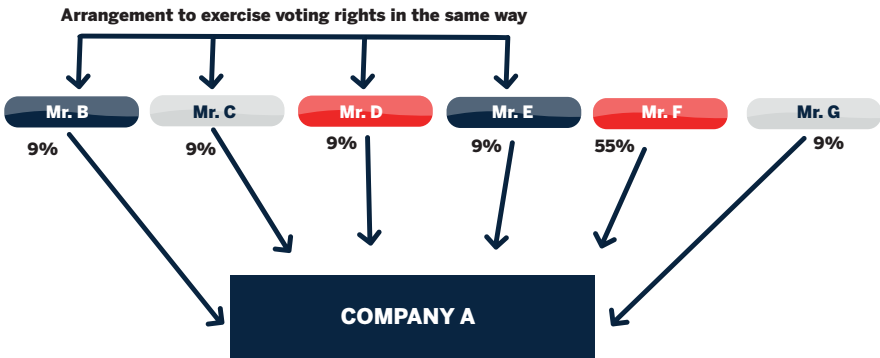 Arrangement to exercise voting rights in the same way
Mr. B
Mr. C
Mr. D
Mr. E
Mr. F
Mr. G
9%
9%
9%
9%
55%
9%
COMPANY A